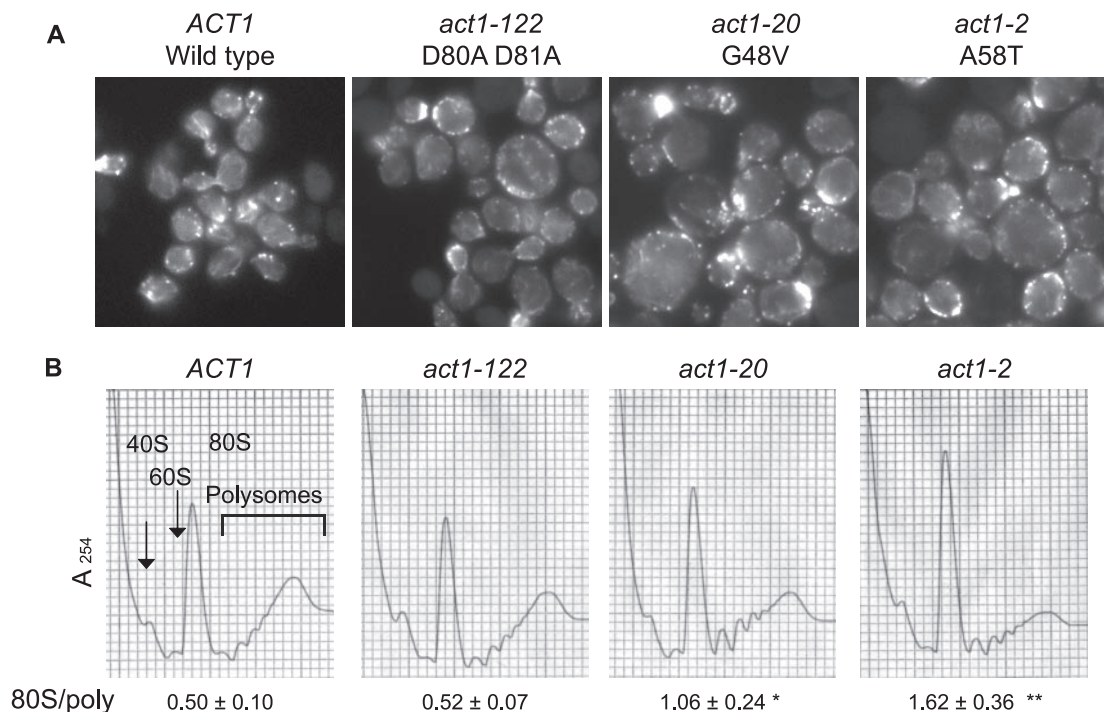 A
ACT1 act1-122 act1-20 act1-2
Wild type D80A D81A G48V A58T
B
ACT1 act1-122 act1-20 act1-2
40S 80S
60S
Polysomes
A254
80S/poly 0.50 ± 0.10 0.52 ± 0.07 1.06 ± 0.24 * 1.62 ± 0.36 **